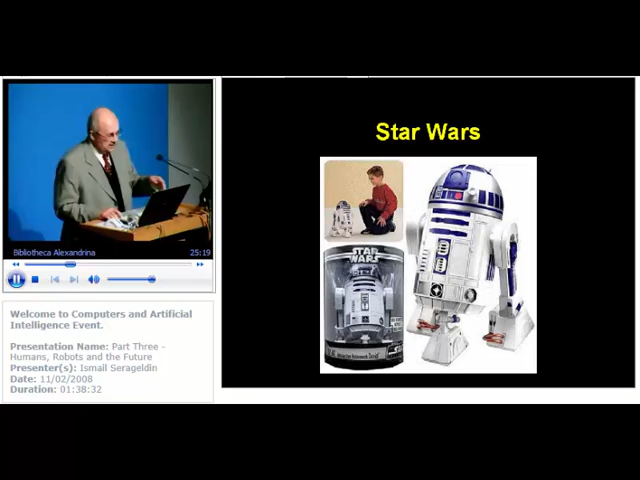 Star Wars
STAR
WARS
Bibliotheca Alexandrina 25:19
Welcome to Computers and Artificial
Intelligence Event.
Presentation Name: Part Three -
Humans, Robots and the Future
Presenter(s): Ismail Serageldin
Date: 11/02/2008
Duration: 01:38:32